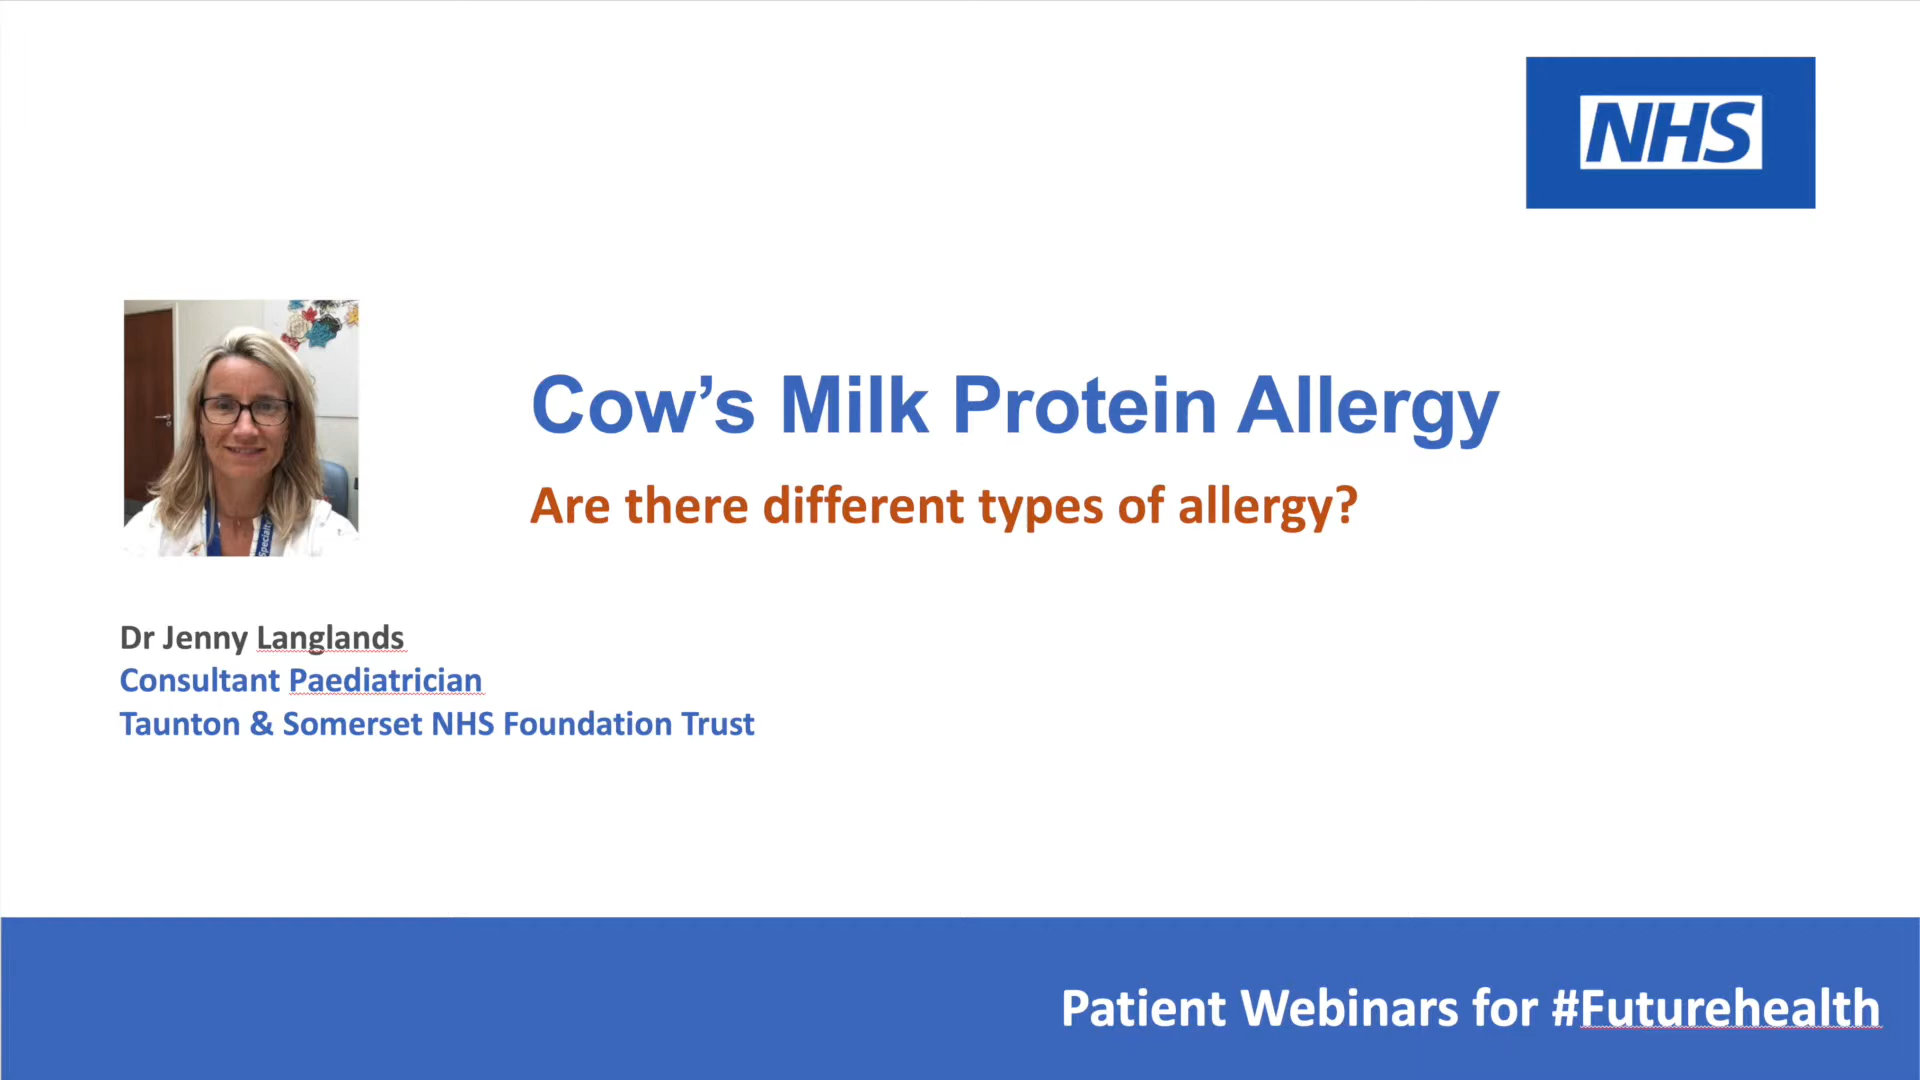 NHS
Cow’s Milk Protein Allergy
Are there different types of allergy?
Specialty
Dr Jenny Langlands
Consultant Paediatrician
Taunton & Somerset NHS Foundation Trust
Patient Webinars for #Futurehealth